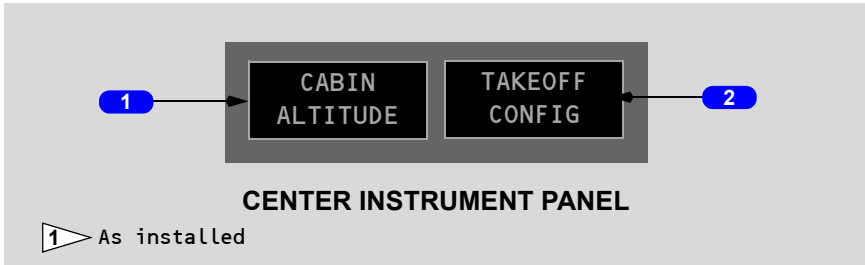 CABIN
ALTITUDE
TAKEOFF
CONFIG
1
2
CENTER INSTRUMENT PANEL
1 As installed